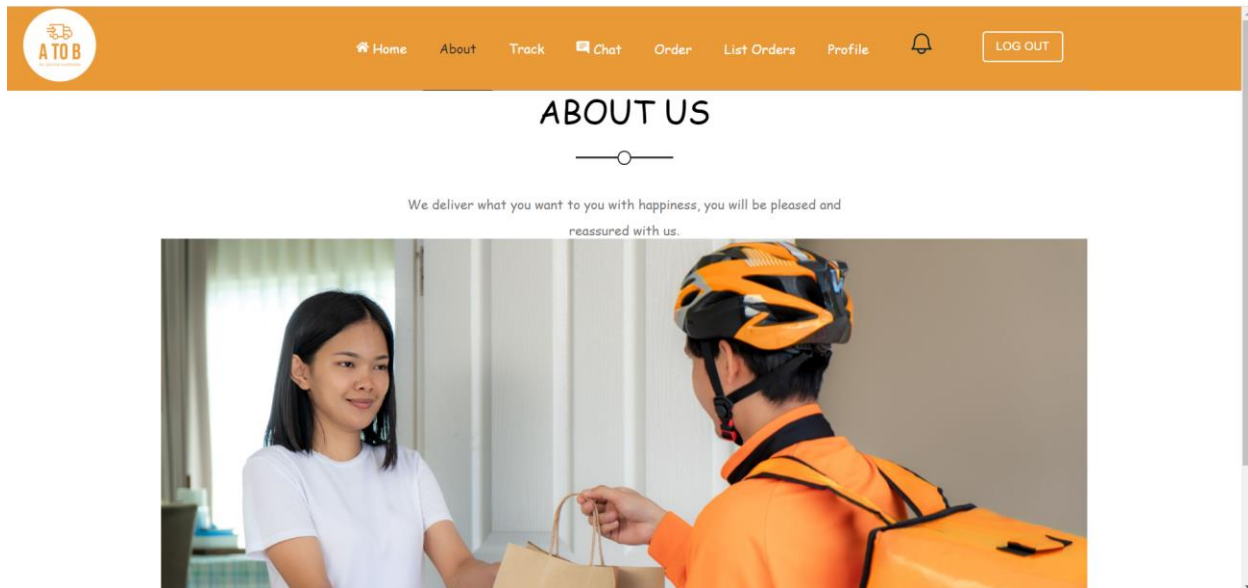 A TO B
Home About Track Chat Order List Orders Profile LOG OUT
ABOUT US
We deliver what you want to you with happiness, you will be pleased and
reassured with us.